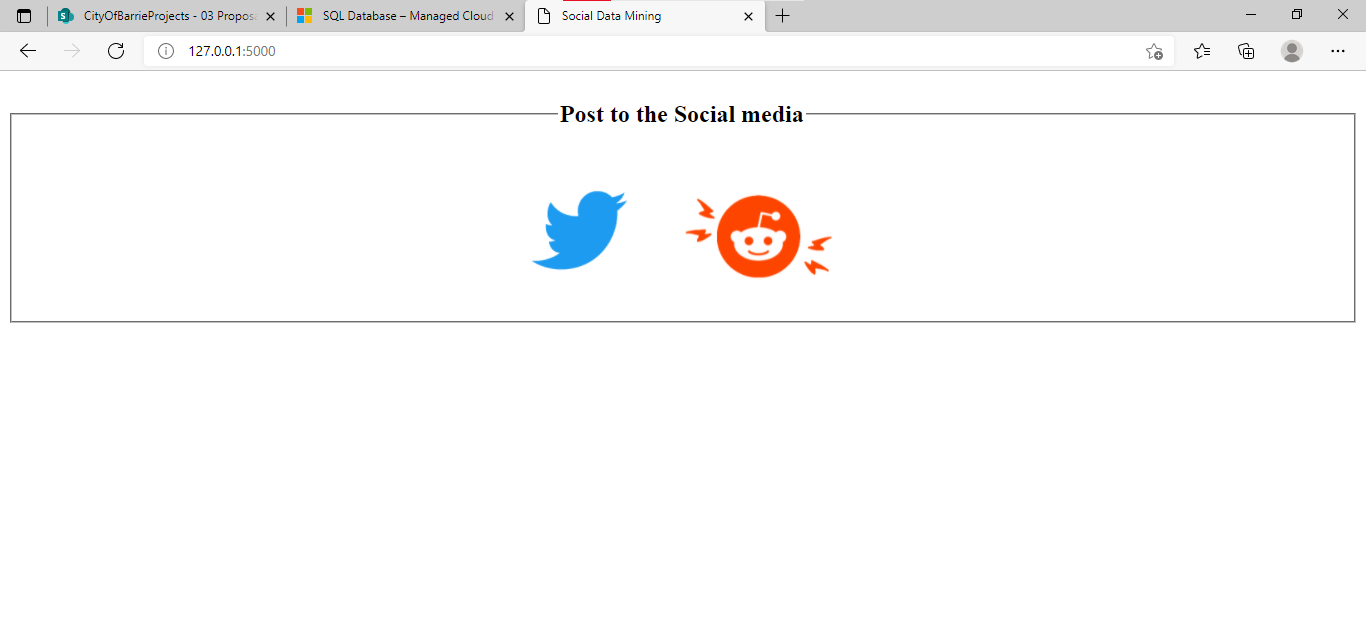 CityOfBarrieProjects - 03 Propos
SQL Database – Managed Cloud
Social Data Mining
127.0.0.1:5000
Post to the Social media